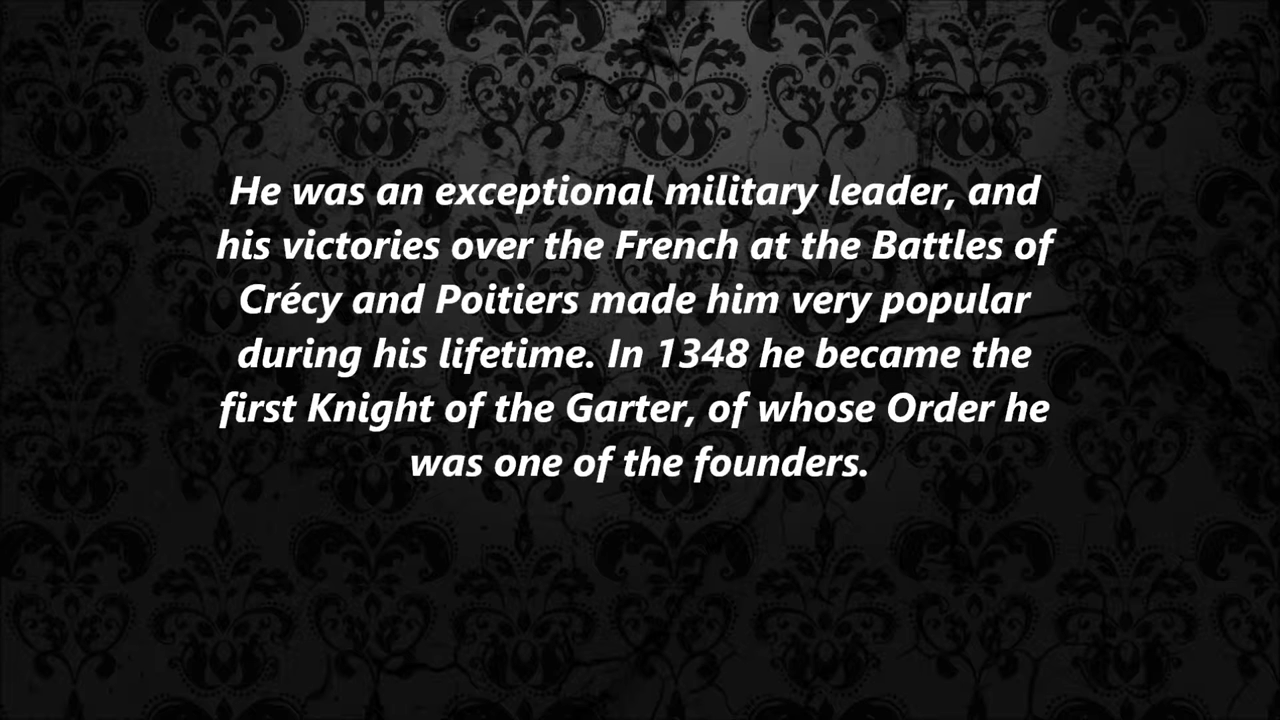 He was an exceptional military leader, and
his victories over the French at the Battles of
Crécy and Poitiers made him very popular
during his lifetime. In 1348 he became the
first Knight of the Garter, of whose Order he
was one of the founders.